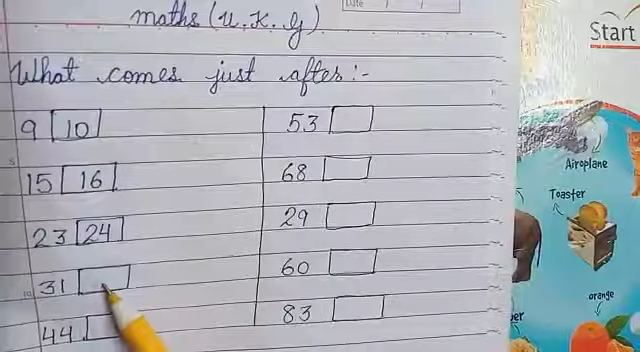 Date / /
maths (U.K.G)
What comes just after:-
9 10
15 16
23 24
31
44
53
68
29
60
83
Start
Airoplane
Toaster
orange